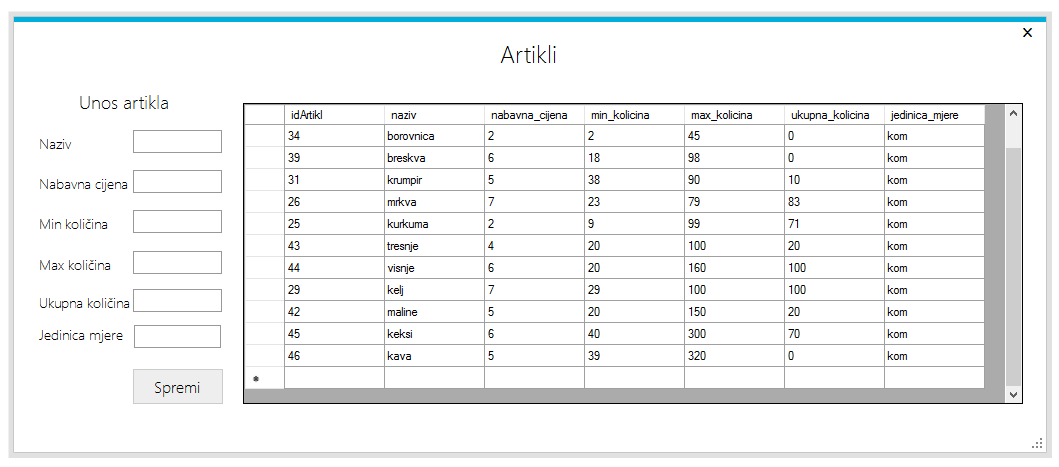 Artikli
Unos artikla
Naziv
Nabavna cijena
Min količina
Max količina
Ukupna količina
Jedinica mjere
Spremi
idArtikl naziv nabavna_cijena min_kolicina max_kolicina ukupna_kolicina jedinica_mjere
34 borovnica 2 2 45 0 kom
39 breskva 6 18 98 0 kom
31 krumpir 5 38 90 10 kom
26 mrkva 7 23 79 83 kom
25 kurkuma 2 9 99 71 kom
43 tresnje 4 20 100 20 kom
44 visnje 6 20 160 100 kom
29 kelj 7 29 100 100 kom
42 maline 5 20 150 20 kom
45 keksi 6 40 300 70 kom
46 kava 5 39 320 0 kom